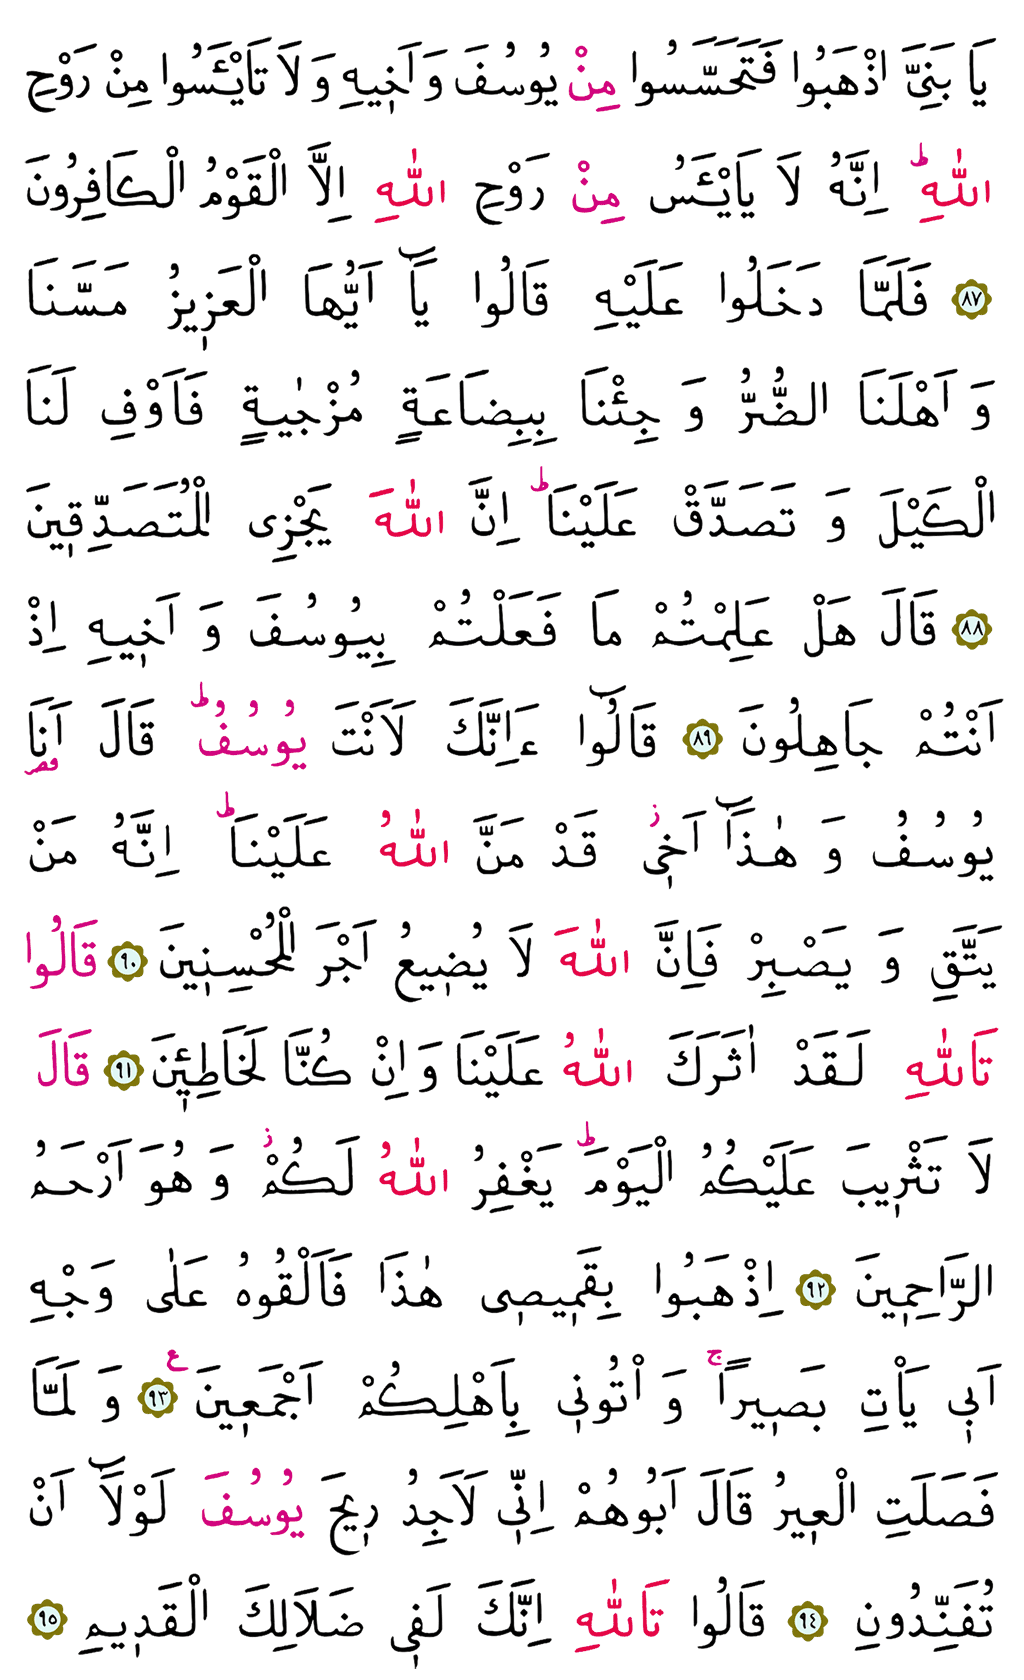 يَا بَنِيَّ اذْهَبُوا فَتَحَسَّسُوا مِنْ يُوسُفَ وَ اَخ۪يهِ وَ لَا تَايْـَٔسُوا مِنْ رَوْحِ
اللّٰهِۜ اِنَّهُ لَا يَايْـَٔسُ مِنْ رَوْحِ اللّٰهِ اِلَّا الْقَوْمُ الْكَافِرُونَ
﴿٨٧﴾ فَلَمَّا دَخَلُوا عَلَيْهِ قَالُوا يَٓا اَيُّهَا الْعَز۪يزُ مَسَّنَا
وَ اَهْلَنَا الضُّرُّ وَ جِئْنَا بِبِضَاعَةٍ مُزْجٰيةٍ فَاَوْفِ لَنَا
الْكَيْلَ وَ تَصَدَّقْ عَلَيْنَاۜ اِنَّ اللّٰهَ يَجْزِى الْمُتَصَدِّق۪ينَ
﴿٨٨﴾ قَالَ هَلْ عَلِمْتُمْ مَا فَعَلْتُمْ بِيُوسُفَ وَ اَخ۪يهِ اِذْ
اَنْتُمْ جَاهِلُونَ ﴿٨٩﴾ قَالُٓوا ءَاِنَّكَ لَاَنْتَ يُوسُفُۜ قَالَ اَنَا۬
يُوسُفُ وَ هٰذَٓا اَخ۪ىۘ قَدْ مَنَّ اللّٰهُ عَلَيْنَاۜ اِنَّهُ مَنْ
يَتَّقِ وَ يَصْبِرْ فَاِنَّ اللّٰهَ لَا يُض۪يعُ اَجْرَ الْمُحْسِن۪ينَ ﴿٩٠﴾ قَالُوا
تَاللّٰهِ لَقَدْ اٰثَرَكَ اللّٰهُ عَلَيْنَا وَ اِنْ كُنَّا لَخَاطِـ۪ٔينَ ﴿٩١﴾ قَالَ
لَا تَثْر۪يبَ عَلَيْكُمُ الْيَوْمَۜ يَغْفِرُ اللّٰهُ لَكُمْۘ وَ هُوَ اَرْحَمُ
الرَّاحِم۪ينَ ﴿٩٢﴾ اِذْهَبُوا بِقَم۪يص۪ى هٰذَا فَاَلْقُوهُ عَلٰى وَجْهِ
اَب۪ى يَأْتِ بَص۪يرًاۚ وَ اْتُون۪ى بِاَهْلِكُمْ اَجْمَع۪ينَ ﴿٩٣﴾ ع وَ لَمَّا
فَصَلَتِ الْع۪يرُ قَالَ اَبُوهُمْ اِنّ۪ى لَاَجِدُ ر۪يحَ يُوسُفَ لَوْلَٓا اَنْ
تُفَنِّدُونِ ﴿٩٤﴾ قَالُوا تَاللّٰهِ اِنَّكَ لَف۪ى ضَلَالِكَ الْقَد۪يمِ ﴿٩٥﴾